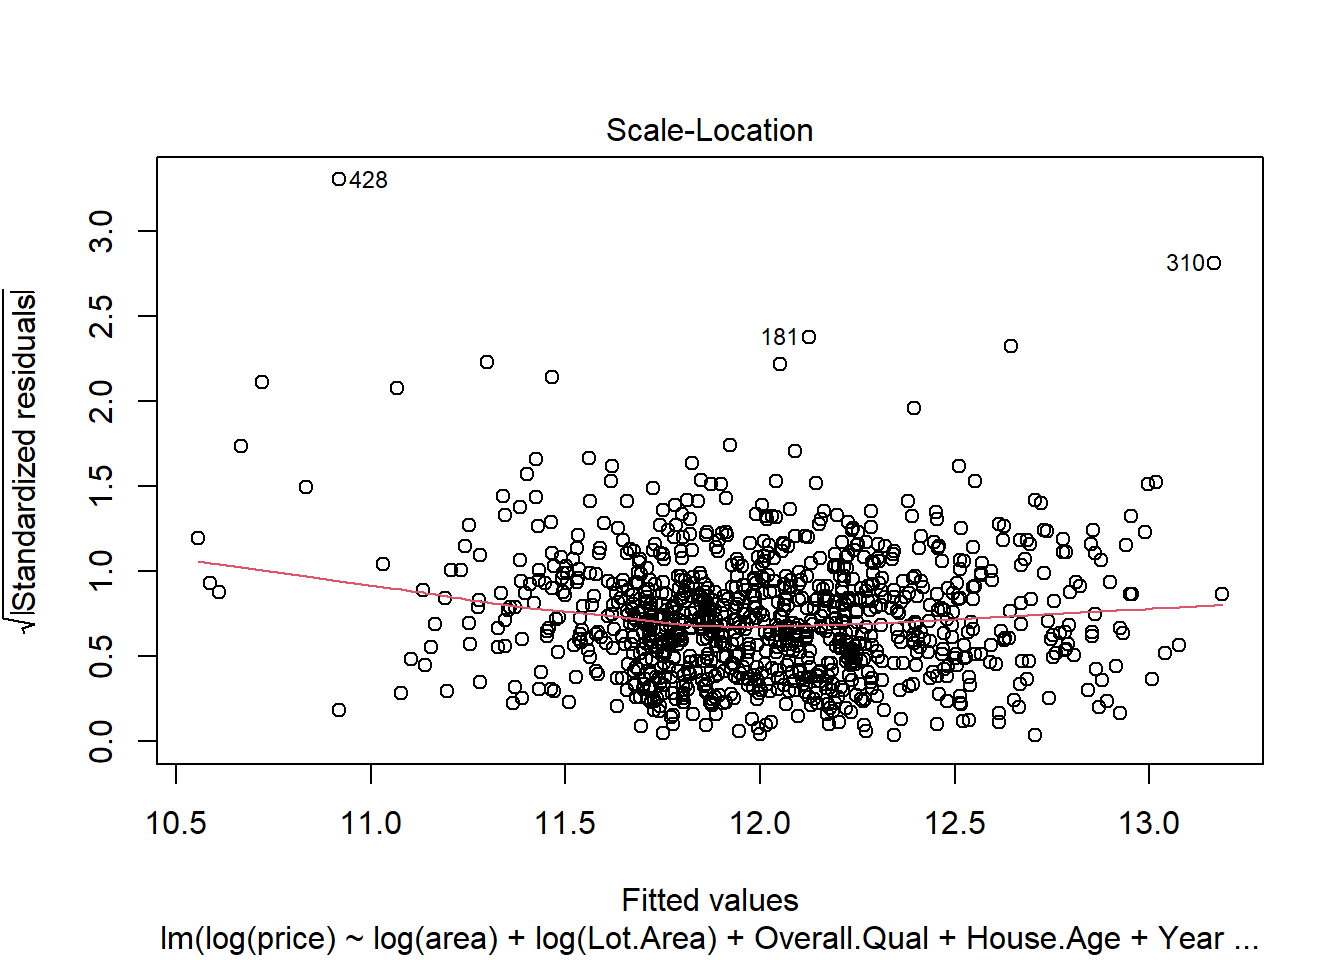 Scale-Location
√|Standardized residuals|
3.0
2.5
2.0
1.5
1.0
0.5
0.0
428
310
181
10.5 11.0 11.5 12.0 12.5 13.0
Fitted values
lm(log(price) ~ log(area) + log(Lot.Area) + Overall.Qual + House.Age + Year ...